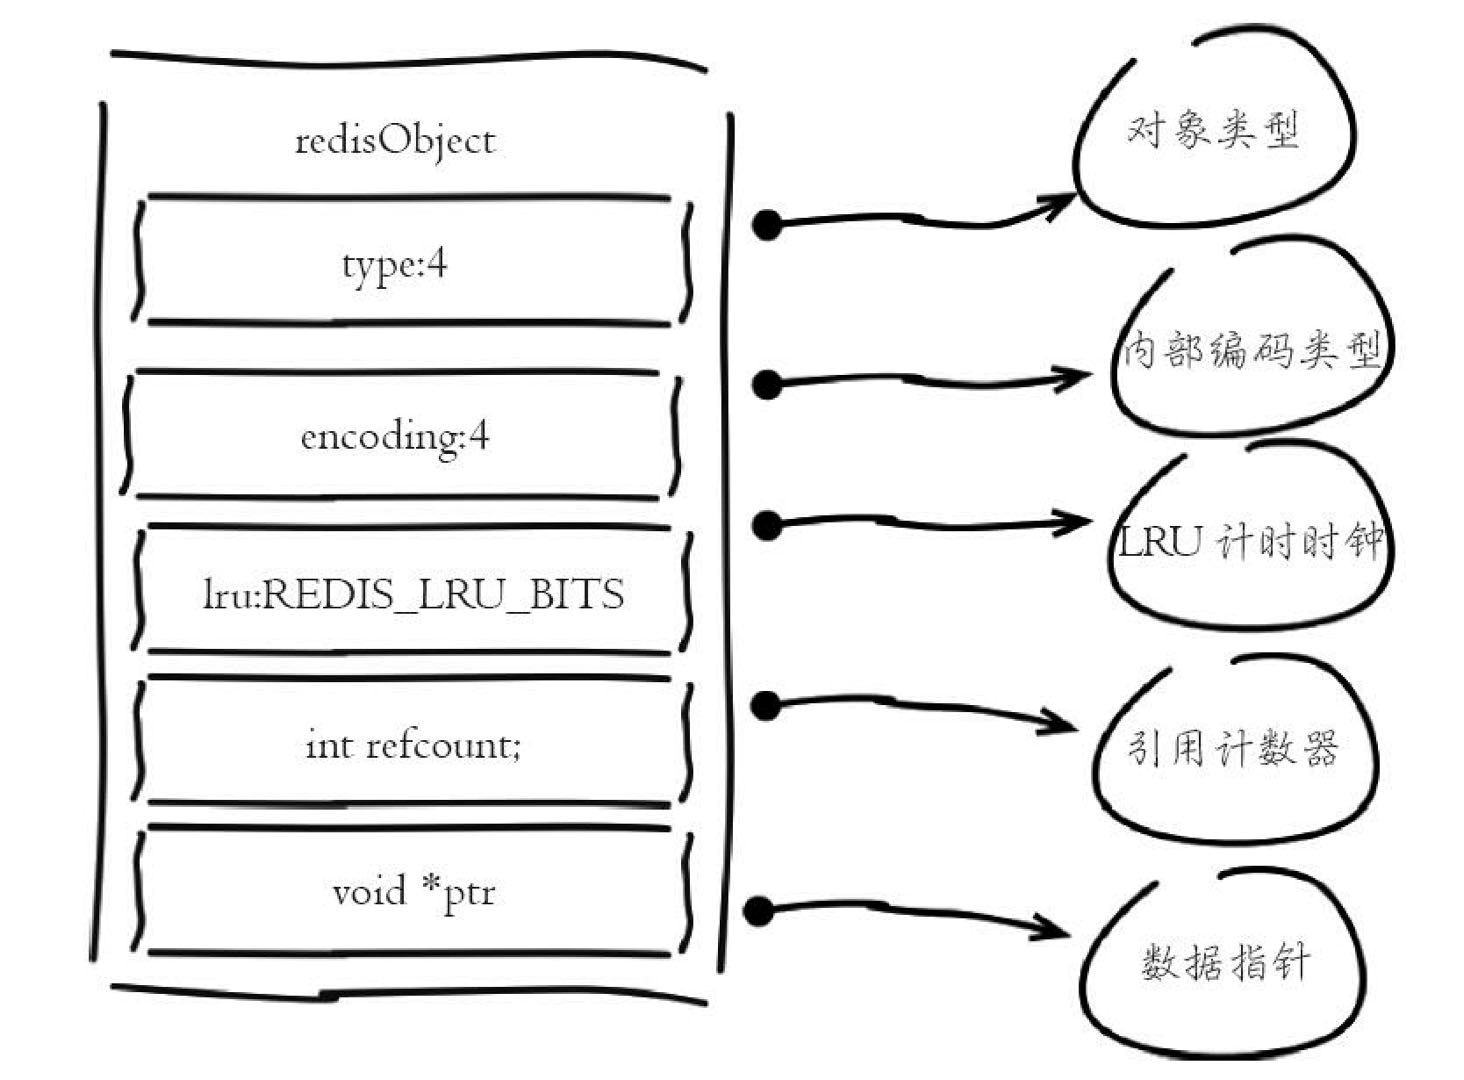 redisObject
type:4
对象类型
encoding:4
内部编码类型
lru:REDIS_LRU_BITS
LRU 计时时钟
int refcount;
引用计数器
void *ptr
数据指针